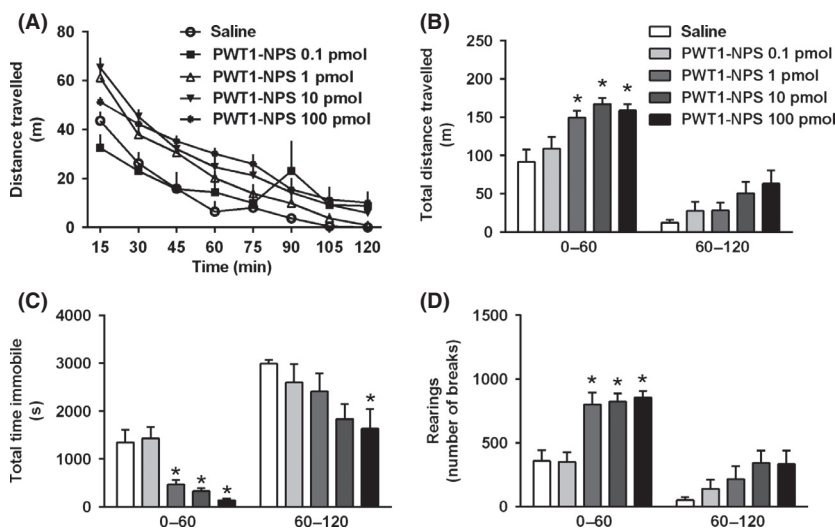 (A)
Saline
PWT1-NPS 0.1 pmol
PWT1-NPS 1 pmol
PWT1-NPS 10 pmol
PWT1-NPS 100 pmol
Distance travelled
(m)
80
60
40
20
0
15 30 45 60 75 90 105 120
Time (min)
(B)
Saline
PWT1-NPS 0.1 pmol
PWT1-NPS 1 pmol
PWT1-NPS 10 pmol
PWT1-NPS 100 pmol
Total distance travelled
(m)
250
200
150
100
50
0
* * *
0–60 60–120
(C)
Total time immobile
(s)
4000
3000
2000
1000
0
* * * *
0–60 60–120
(D)
Rearings
(number of breaks)
1500
1000
500
0
* * *
0–60 60–120